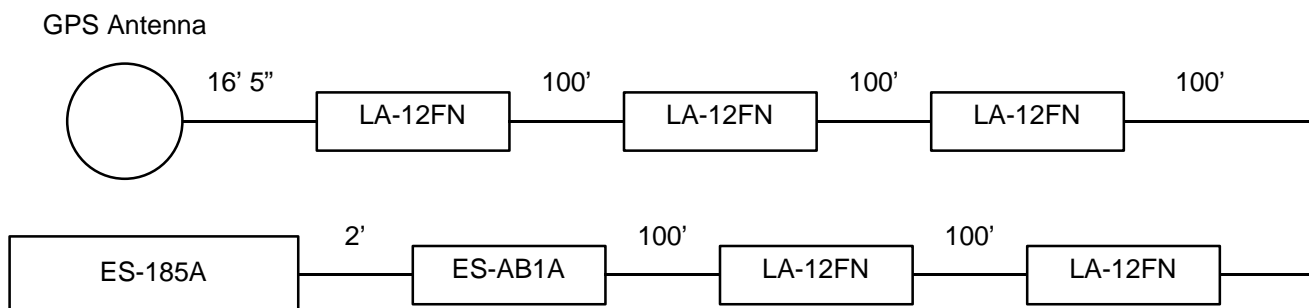 GPS Antenna
16’ 5” 100’ 100’ 100’
LA-12FN LA-12FN LA-12FN
2’ 100’ 100’
ES-185A ES-AB1A LA-12FN LA-12FN